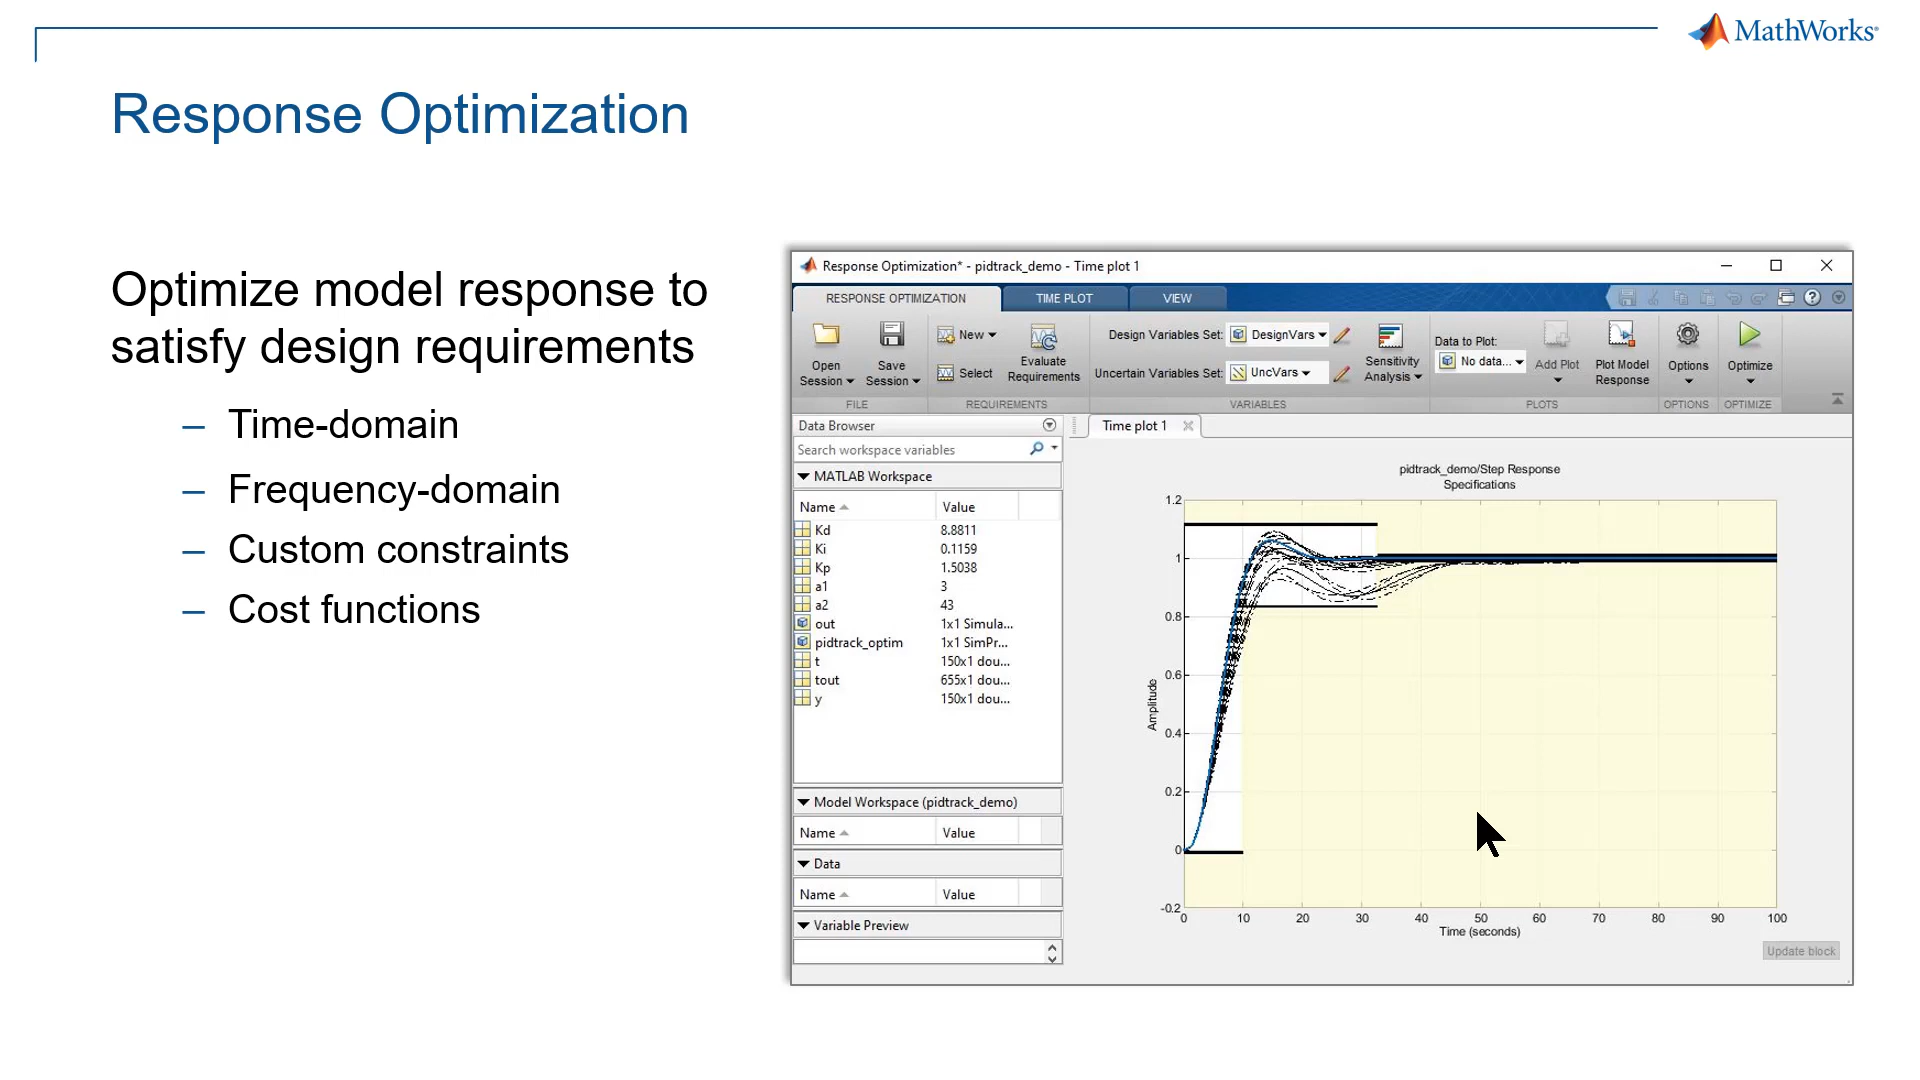 MathWorks®
Response Optimization
Optimize model response to
satisfy design requirements
– Time-domain
– Frequency-domain
– Custom constraints
– Cost functions
Response Optimization* - pidtrack_demo - Time plot 1
RESPONSE OPTIMIZATION TIME PLOT VIEW
Open Session
Save Session
New
Select
Evaluate Requirements
Design Variables Set: DesignVars
Uncertain Variables Set: UncVars
Sensitivity Analysis
Data to Plot:
No data...
Add Plot
Plot Model Response
Options
Optimize
FILE REQUIREMENTS VARIABLES PLOTS OPTIONS OPTIMIZE
Data Browser
Search workspace variables
MATLAB Workspace
Name Value
Kd 8.8811
Ki 0.1159
Kp 1.5038
a1 3
a2 43
out 1x1 Simula...
pidtrack_optim 1x1 SimPr...
t 150x1 dou...
tout 655x1 dou...
y 150x1 dou...
Model Workspace (pidtrack_demo)
Name Value
Data
Name Value
Variable Preview
Time plot 1
pidtrack_demo/Step Response
Specifications
1.2
1
0.8
0.6
0.4
0.2
0
-0.2
Amplitude
0 10 20 30 40 50 60 70 80 90 100
Time (seconds)
Update block